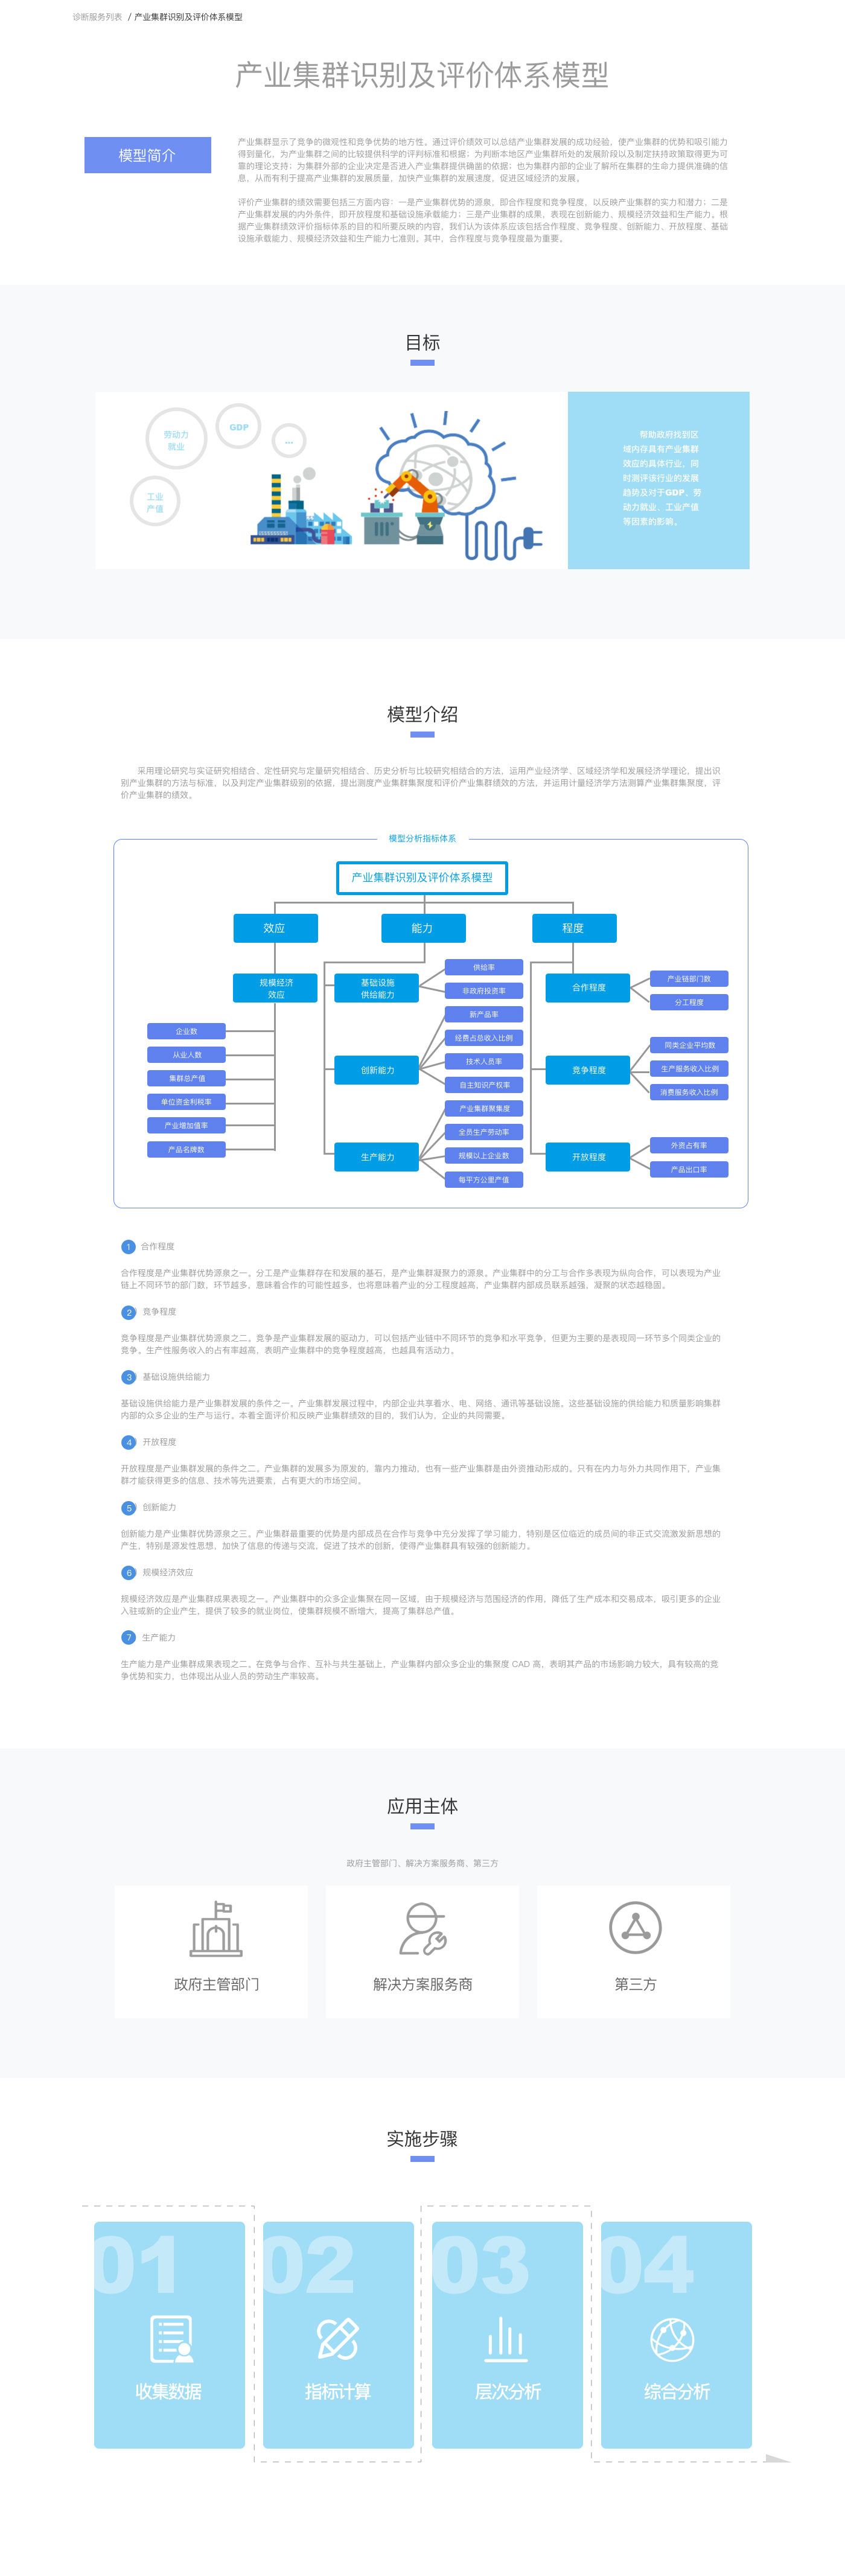 诊断服务列表 / 产业集群识别及评价体系模型
产业集群识别及评价体系模型
模型简介
产业集群显示了竞争的微观性和竞争优势的地方性。通过评价绩效可以总结产业集群发展的成功经验，使产业集群的优势和吸引能力
得到量化，为产业集群之间的比较提供科学的评判标准和根据；为判断本地区产业集群所处的发展阶段以及制定扶持政策取得更为可
靠的理论支持；为集群外部的企业决定是否进入产业集群提供确凿的依据；也为集群内部的企业了解所在集群的生命力提供准确的信
息，从而有利于提高产业集群的发展质量，加快产业集群的发展速度，促进区域经济的发展。
评价产业集群的绩效需要包括三方面内容：一是产业集群优势的源泉，即合作程度和竞争程度，以反映产业集群的实力和潜力；二是
产业集群发展的内外条件，即开放程度和基础设施承载能力；三是产业集群的成果，表现在创新能力、规模经济效益和生产能力。根
据产业集群绩效评价指标体系的目的和所要反映的内容，我们认为该体系应该包括合作程度、竞争程度、创新能力、开放程度、基础
设施承载能力、规模经济效益和生产能力七准则。其中，合作程度与竞争程度最为重要。
目标
劳动力
就业
GDP
...
工业
产值
帮助政府找到区
域内存具有产业集群
效应的具体行业，同
时测评该行业的发展
趋势及对于GDP、劳
动力就业、工业产值
等因素的影响。
模型介绍
采用理论研究与实证研究相结合、定性研究与定量研究相结合、历史分析与比较研究相结合的方法，运用产业经济学、区域经济学和发展经济学理论，提出识
别产业集群的方法与标准，以及判定产业集群级别的依据，提出测度产业集群集聚度和评价产业集群绩效的方法，并运用计量经济学方法测算产业集群集聚度，评
价产业集群的绩效。
模型分析指标体系
产业集群识别及评价体系模型
效应
能力
程度
规模经济
效应
企业数
从业人数
集群总产值
单位资金利税率
产业增加值率
产品名牌数
基础设施
供给能力
供给率
非政府投资率
创新能力
新产品率
经费占总收入比例
技术人员率
自主知识产权率
生产能力
产业集群聚集度
全员生产劳动率
规模以上企业数
每平方公里产值
合作程度
产业链部门数
分工程度
竞争程度
同类企业平均数
生产服务收入比例
消费服务收入比例
开放程度
外资占有率
产品出口率
1 合作程度
合作程度是产业集群优势源泉之一。分工是产业集群存在和发展的基石，是产业集群凝聚力的源泉。产业集群中的分工与合作多表现为纵向合作，可以表现为产业
链上不同环节的部门数，环节越多，意味着合作的可能性越多，也将意味着产业的分工程度越高，产业集群内部成员联系越强，凝聚的状态越稳固。
2 竞争程度
竞争程度是产业集群优势源泉之二。竞争是产业集群发展的驱动力，可以包括产业链中不同环节的竞争和水平竞争，但更为主要的是表现同一环节多个同类企业的
竞争。生产性服务收入的占有率越高，表明产业集群中的竞争程度越高，也越具有活动力。
3 基础设施供给能力
基础设施供给能力是产业集群发展的条件之一。产业集群发展过程中，内部企业共享着水、电、网络、通讯等基础设施。这些基础设施的供给能力和质量影响集群
内部的众多企业的生产与运行。本着全面评价和反映产业集群绩效的目的，我们认为，企业的共同需要。
4 开放程度
开放程度是产业集群发展的条件之二。产业集群的发展多为原发的，靠内力推动，也有一些产业集群是由外资推动形成的。只有在内力与外力共同作用下，产业集
群才能获得更多的信息、技术等先进要素，占有更大的市场空间。
5 创新能力
创新能力是产业集群优势源泉之三。产业集群最重要的优势是内部成员在合作与竞争中充分发挥了学习能力，特别是区位临近的成员间的非正式交流激发新思想的
产生，特别是源发性思想，加快了信息的传递与交流，促进了技术的创新，使得产业集群具有较强的创新能力。
6 规模经济效应
规模经济效应是产业集群成果表现之一。产业集群中的众多企业集聚在同一区域，由于规模经济与范围经济的作用，降低了生产成本和交易成本、吸引更多的企业
入驻或新的企业产生，提供了较多的就业岗位，使集群规模不断增大，提高了集群总产值。
7 生产能力
生产能力是产业集群成果表现之二。在竞争与合作、互补与共生基础上，产业集群内部众多企业的集聚度 CAD 高，表明其产品的市场影响力较大，具有较高的竞
争优势和实力，也体现出从业人员的劳动生产率较高。
应用主体
政府主管部门、解决方案服务商、第三方
政府主管部门
解决方案服务商
第三方
实施步骤
01
收集数据
02
指标计算
03
层次分析
04
综合分析